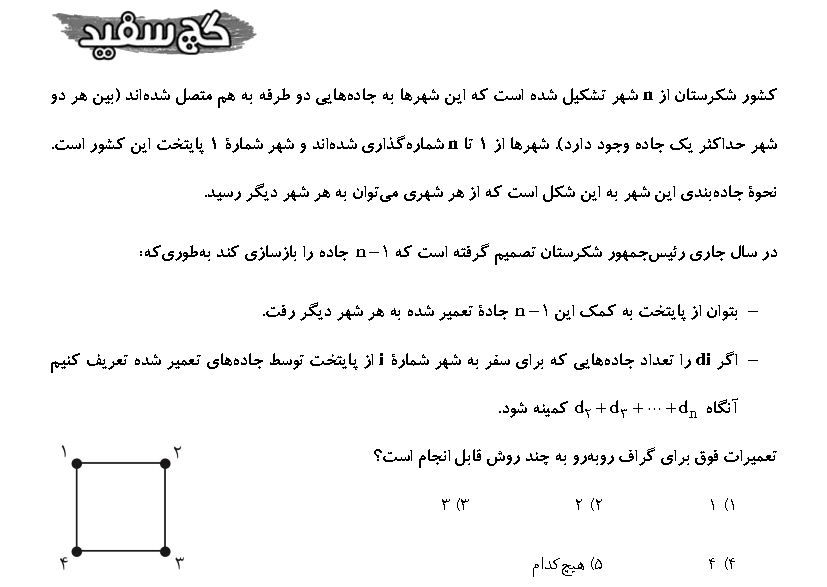 گچ سفید
کشور شکرستان از n شهر تشکیل شده است که این شهرها به جاده‌هایی دو طرفه به هم متصل شده‌اند (بین هر دو
شهر حداکثر یک جاده وجود دارد). شهرها از ۱ تا n شماره‌گذاری شده‌اند و شهر شمارهٔ ۱ پایتخت این کشور است.
نحوهٔ جاده‌بندی این شهر به این شکل است که از هر شهری می‌توان به هر شهر دیگر رسید.
در سال جاری رئیس‌جمهور شکرستان تصمیم گرفته است که n−۱ جاده را بازسازی کند به‌طوری‌که:
– بتوان از پایتخت به کمک این n−۱ جادهٔ تعمیر شده به هر شهر دیگر رفت.
– اگر di را تعداد جاده‌هایی که برای سفر به شهر شمارهٔ i از پایتخت توسط جاده‌های تعمیر شده تعریف کنیم
آنگاه d۲+d۳+⋯+dn کمینه شود.
تعمیرات فوق برای گراف روبه‌رو به چند روش قابل انجام است؟
۱) ۱ ۲) ۲ ۳) ۳
۴) ۴ ۵) هیچ‌کدام
۱ ۲
۴ ۳